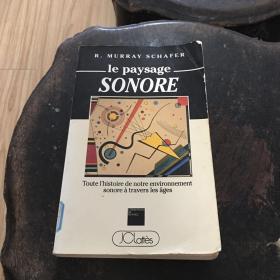 R. MURRAY SCHAFER
le paysage
SONORE
Toute l'histoire de notre environnement
sonore à travers les âges
JClattès